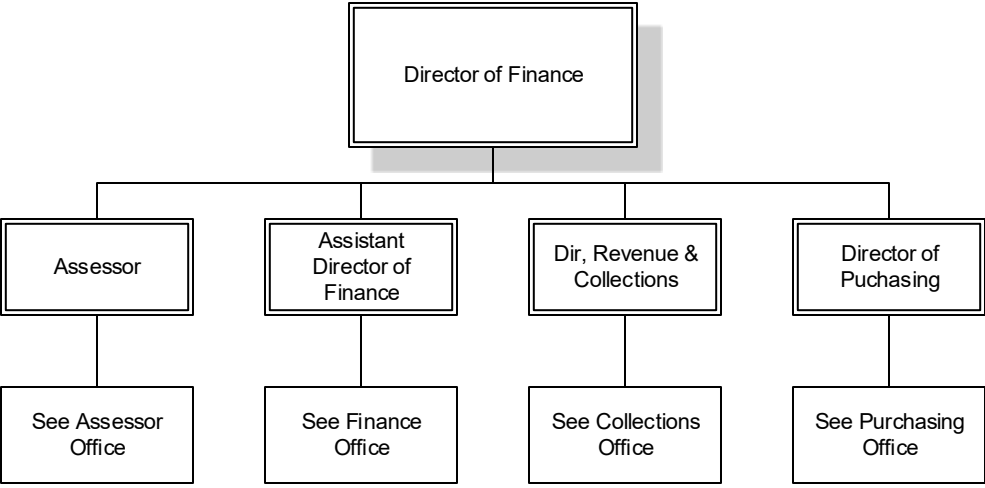 Director of Finance
Assessor
Assistant
Director of
Finance
Dir, Revenue &
Collections
Director of
Puchasing
See Assessor
Office
See Finance
Office
See Collections
Office
See Purchasing
Office